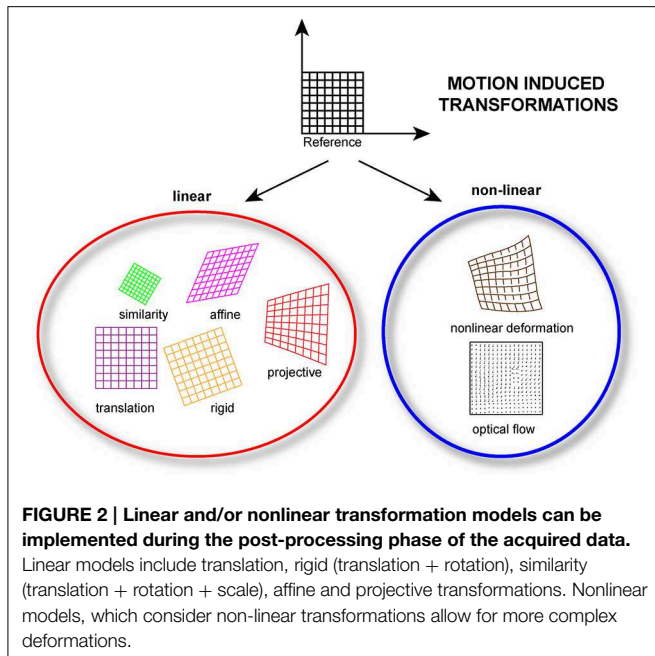 MOTION INDUCED
TRANSFORMATIONS
Reference
linear
non-linear
similarity
affine
projective
translation
rigid
nonlinear deformation
optical flow
FIGURE 2 | Linear and/or nonlinear transformation models can be
implemented during the post-processing phase of the acquired data.
Linear models include translation, rigid (translation + rotation), similarity
(translation + rotation + scale), affine and projective transformations. Nonlinear
models, which consider non-linear transformations allow for more complex
deformations.